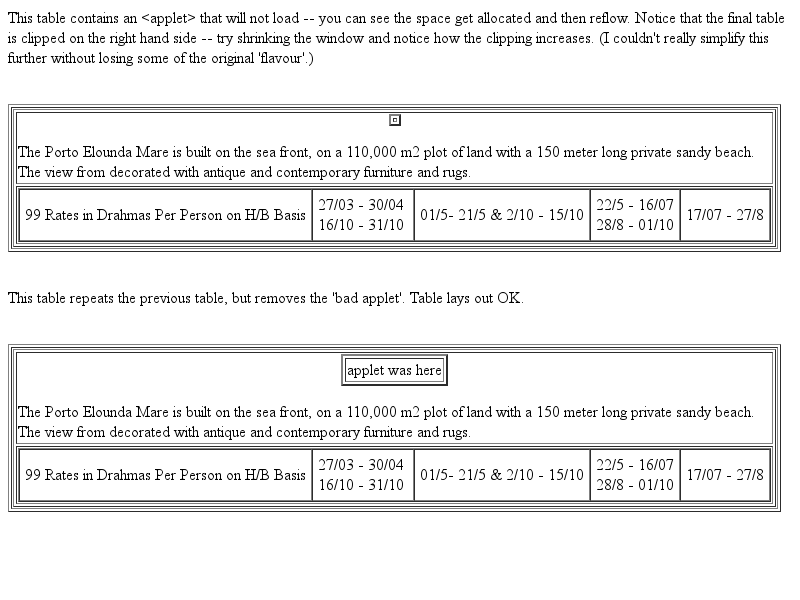 This table contains an <applet> that will not load -- you can see the space get allocated and then reflow. Notice that the final table
is clipped on the right hand side -- try shrinking the window and notice how the clipping increases. (I couldn't really simplify this
further without losing some of the original 'flavour'.)
The Porto Elounda Mare is built on the sea front, on a 110,000 m2 plot of land with a 150 meter long private sandy beach.
The view from decorated with antique and contemporary furniture and rugs.
99 Rates in Drahmas Per Person on H/B Basis
27/03 - 30/04
16/10 - 31/10
01/5- 21/5 & 2/10 - 15/10
22/5 - 16/07
28/8 - 01/10
17/07 - 27/8
This table repeats the previous table, but removes the 'bad applet'. Table lays out OK.
applet was here
The Porto Elounda Mare is built on the sea front, on a 110,000 m2 plot of land with a 150 meter long private sandy beach.
The view from decorated with antique and contemporary furniture and rugs.
99 Rates in Drahmas Per Person on H/B Basis
27/03 - 30/04
16/10 - 31/10
01/5- 21/5 & 2/10 - 15/10
22/5 - 16/07
28/8 - 01/10
17/07 - 27/8